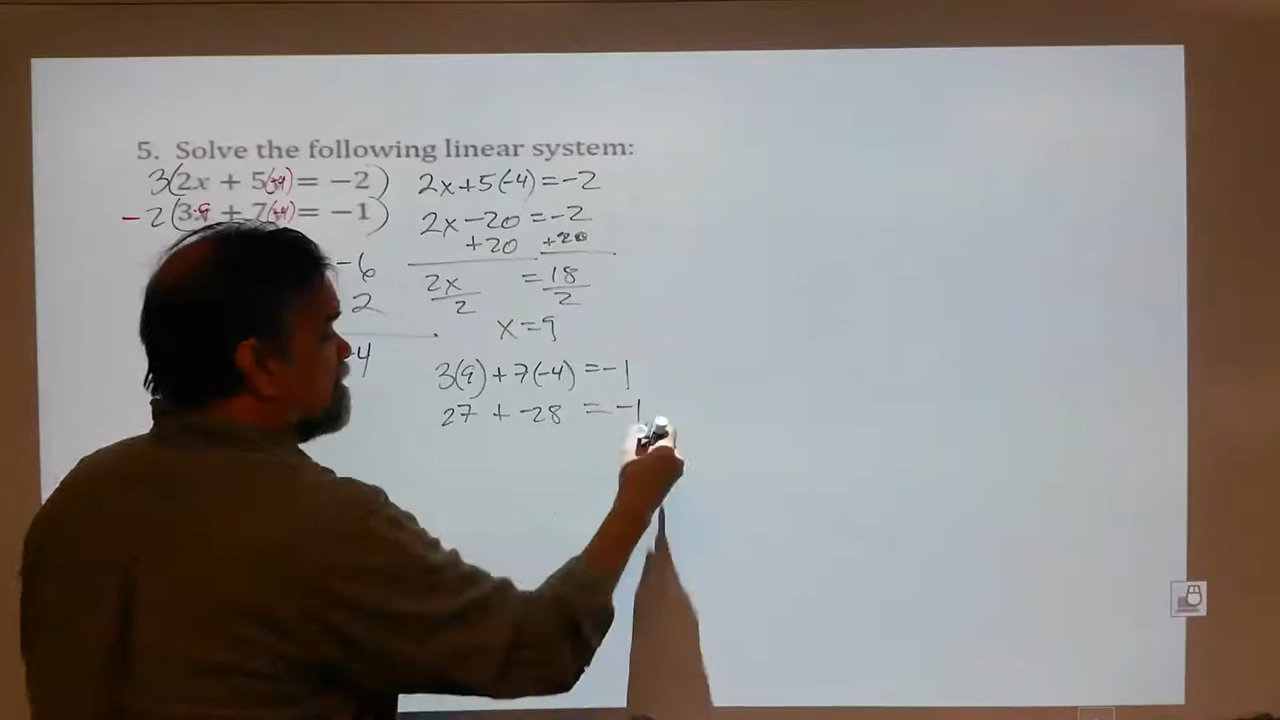 5. Solve the following linear system:
3(2x + 5(-4) = -2)
-2(3·9 + 7(-4) = -1)
-6
2
-4
2x+5(-4)=-2
2x-20=-2
+20 +20
2x/2 = 18/2
x=9
3(9)+7(-4)=-1
27 + -28 = -1